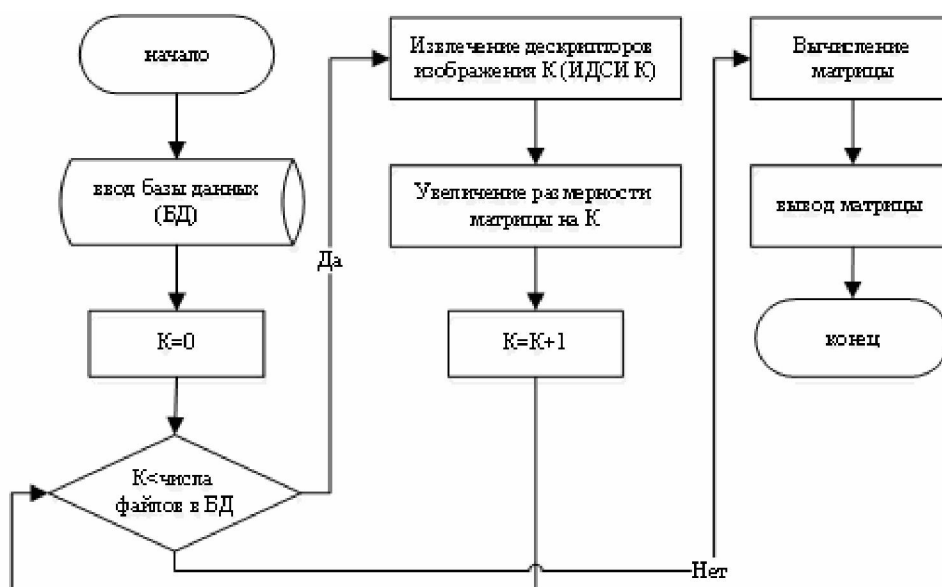 начало
ввод базы данных
(БД)
K=0
K<числа
файлов в БД
Да
Извлечение дескрипторов
изображения К (ИДСИ К)
Увеличение размерности
матрицы на К
K=K+1
Нет
Вычисление
матрицы
вывод матрицы
конец